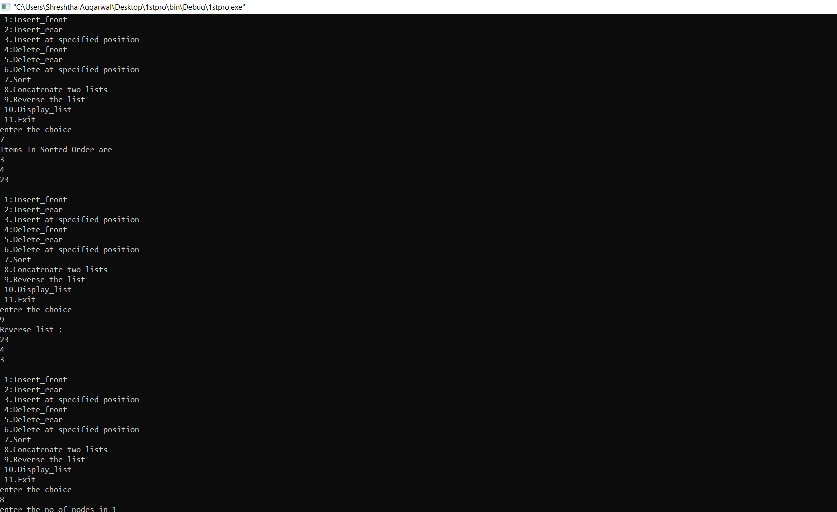 "C:\Users\Shreshtha Aggarwal\Desktop\1stpro\bin\Debug\1stpro.exe"
1:Insert_front
2:Insert_rear
3.Insert at specified position
4:Delete_front
5.Delete_rear
6.Delete at specified position
7.Sort
8.Concatenate two lists
9.Reverse the list
10.Display_list
11.Exit
enter the choice
7
Items In Sorted Order are
3
4
23
1:Insert_front
2:Insert_rear
3.Insert at specified position
4:Delete_front
5.Delete_rear
6.Delete at specified position
7.Sort
8.Concatenate two lists
9.Reverse the list
10.Display_list
11.Exit
enter the choice
9
Reverse list :
23
4
3
1:Insert_front
2:Insert_rear
3.Insert at specified position
4:Delete_front
5.Delete_rear
6.Delete at specified position
7.Sort
8.Concatenate two lists
9.Reverse the list
10.Display_list
11.Exit
enter the choice
8
enter the no of nodes in 1